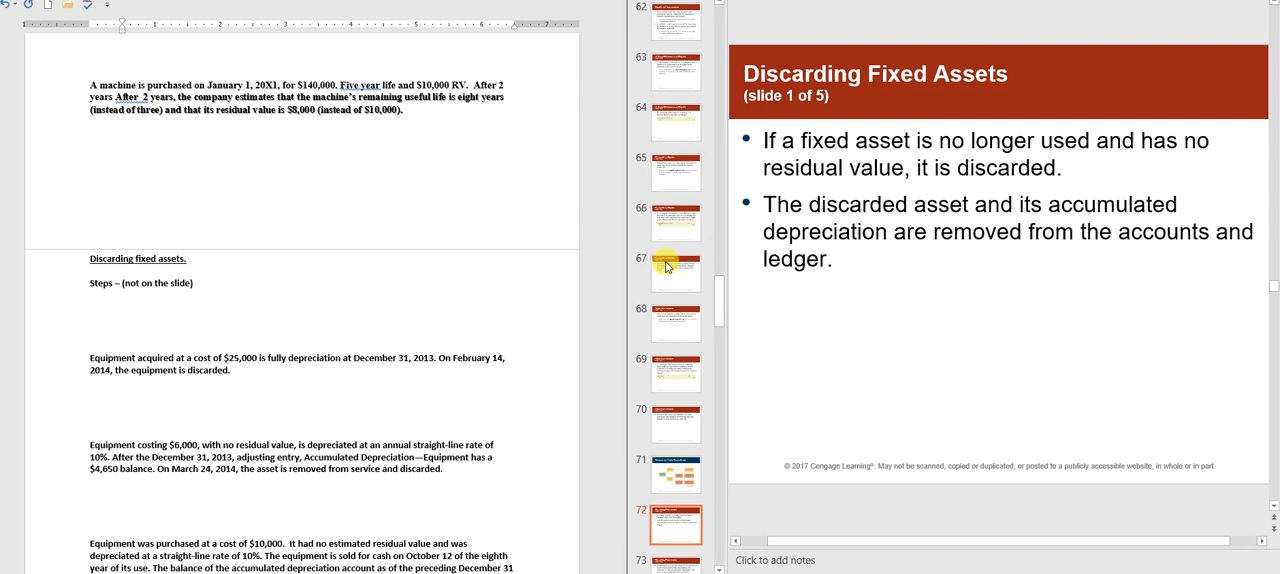 A machine is purchased on January 1, 20X1, for $140,000. Five year life and $10,000 RV.  After 2
years After  2 years, the company estimates that the machine's remaining useful life is eight years
(instead of three) and that its residual value is $8,000 (instead of $10,000).
Discarding fixed assets.
Steps – (not on the slide)
Equipment acquired at a cost of $25,000 is fully depreciation at December 31, 2013. On February 14,
2014, the equipment is discarded.
Equipment costing $6,000, with no residual value, is depreciated at an annual straight-line rate of
10%. After the December 31, 2013, adjusting entry, Accumulated Depreciation—Equipment has a
$4,650 balance. On March 24, 2014, the asset is removed from service and discarded.
Equipment was purchased at a cost of $10,000.  It had no estimated residual value and was
depreciated at a straight-line rate of 10%. The equipment is sold for cash on October 12 of the eighth
year of its use. The balance of the accumulated depreciation account as of the preceding December 31
62
63
64
65
66
67
68
69
70
71
72
73
Discarding Fixed Assets
(slide 1 of 5)
• If a fixed asset is no longer used and has no
residual value, it is discarded.
• The discarded asset and its accumulated
depreciation are removed from the accounts and
ledger.
© 2017 Cengage Learning®. May not be scanned, copied or duplicated, or posted to a publicly accessible website, in whole or in part.
Click to add notes